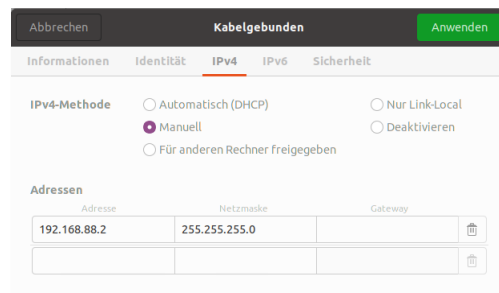 Abbrechen Kabelgebunden Anwenden
Informationen Identität IPv4 IPv6 Sicherheit
IPv4-Methode Automatisch (DHCP) Nur Link-Local
Manuell Deaktivieren
Für anderen Rechner freigegeben
Adressen
Adresse Netzmaske Gateway
192.168.88.2 255.255.255.0